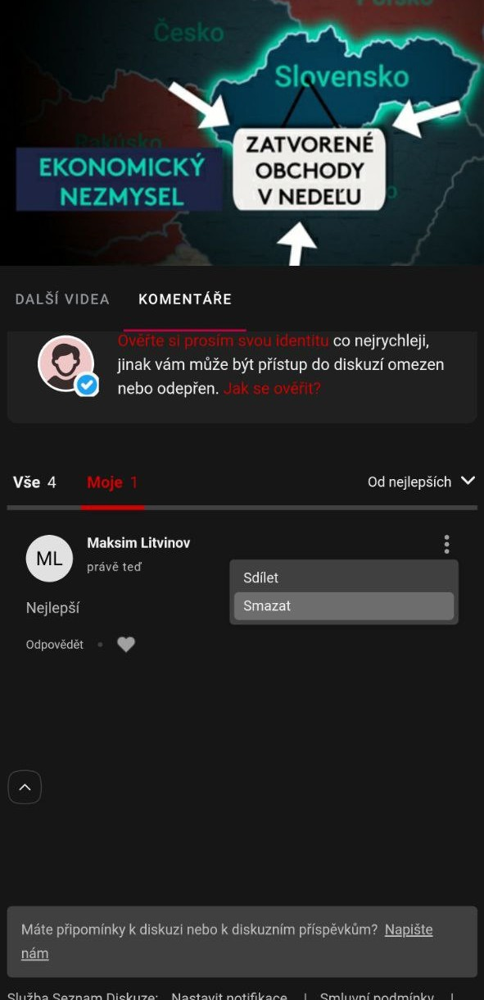 Česko
Slovensko
Rakúsko
ZATVORENÉ
OBCHODY
V NEDEĽU
EKONOMICKÝ
NEZMYSEL
DALŠÍ VIDEA
KOMENTÁŘE
Ověřte si prosím svou identitu co nejrychleji,
jinak vám může být přístup do diskuzí omezen
nebo odepřen. Jak se ověřit?
Vše 4
Moje 1
Od nejlepších
ML
Maksim Litvinov
právě teď
Sdílet
Smazat
Nejlepší
Odpovědět
Máte připomínky k diskuzi nebo k diskuzním příspěvkům? Napište
nám
Služba Seznam Diskuze: Nastavit notifikace | Smluvní podmínky |